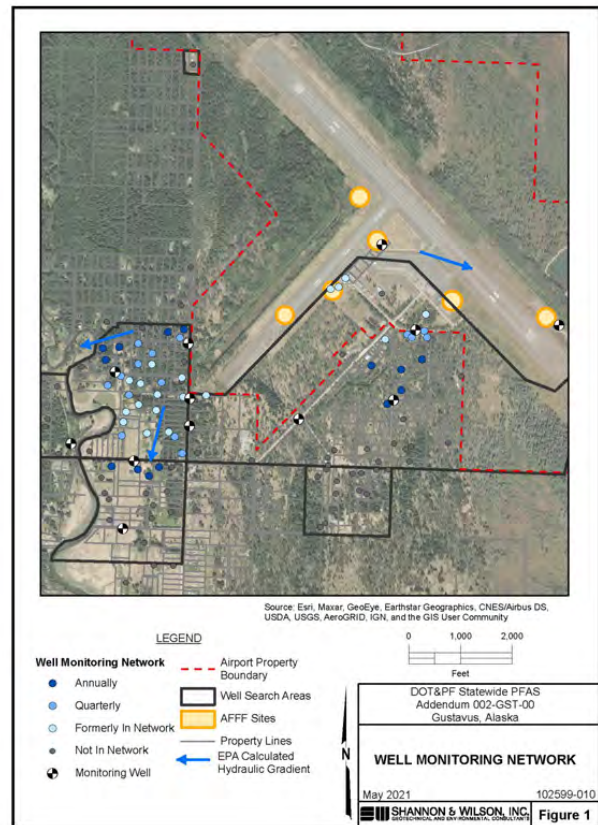 Source: Esri, Maxar, GeoEye, Earthstar Geographics, CNES/Airbus DS,
USDA, USGS, AeroGRID, IGN, and the GIS User Community
LEGEND
Well Monitoring Network
Annually
Quarterly
Formerly In Network
Not In Network
Monitoring Well
Airport Property
Boundary
Well Search Areas
AFFF Sites
Property Lines
EPA Calculated
Hydraulic Gradient
0 1,000 2,000
Feet
N
DOT&PF Statewide PFAS
Addendum 002-GST-00
Gustavus, Alaska
WELL MONITORING NETWORK
May 2021 102599-010
SHANNON & WILSON, INC.
GEOTECHNICAL AND ENVIRONMENTAL CONSULTANTS
Figure 1